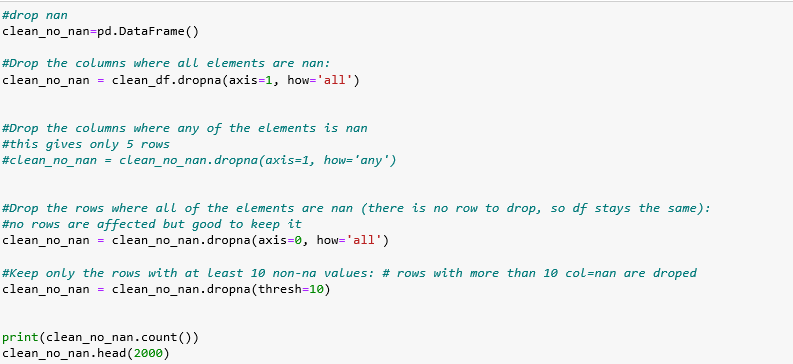 #drop nan
clean_no_nan=pd.DataFrame()
#Drop the columns where all elements are nan:
clean_no_nan = clean_df.dropna(axis=1, how='all')
#Drop the columns where any of the elements is nan
#this gives only 5 rows
#clean_no_nan = clean_no_nan.dropna(axis=1, how='any')
#Drop the rows where all of the elements are nan (there is no row to drop, so df stays the same):
#no rows are affected but good to keep it
clean_no_nan = clean_no_nan.dropna(axis=0, how='all')
#Keep only the rows with at least 10 non-na values: # rows with more than 10 col=nan are droped
clean_no_nan = clean_no_nan.dropna(thresh=10)
print(clean_no_nan.count())
clean_no_nan.head(2000)